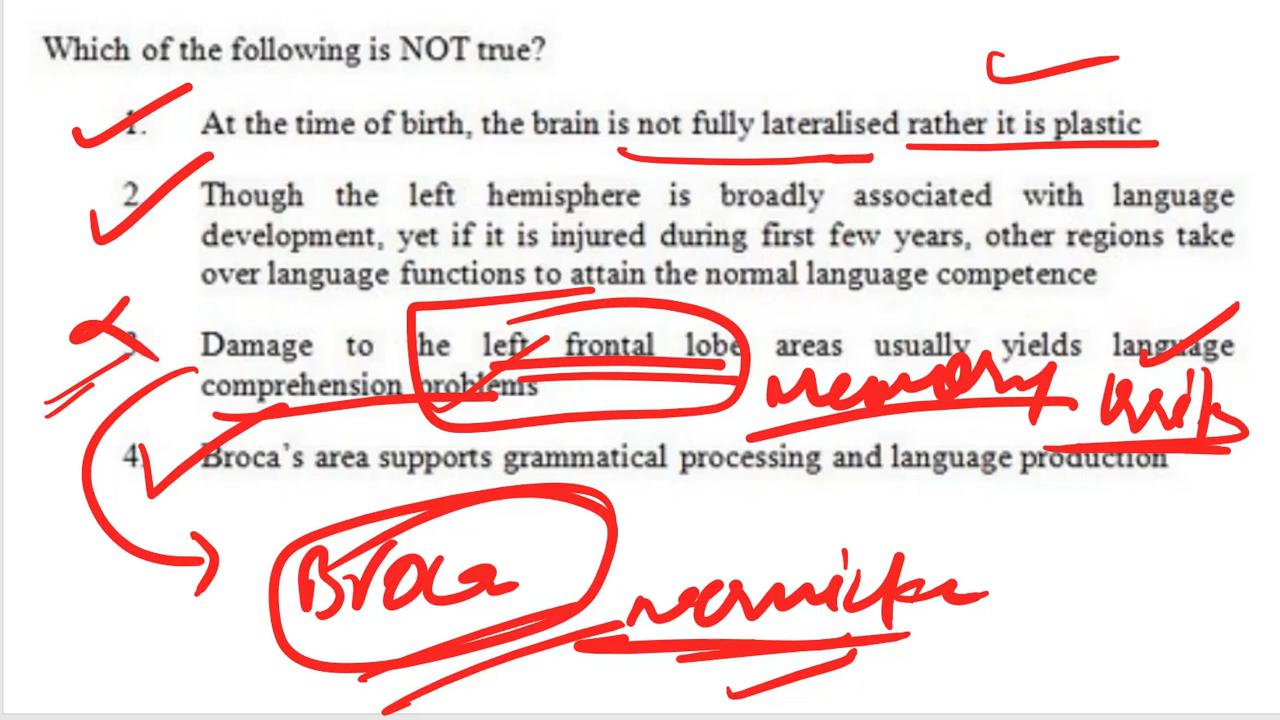 Which of the following is NOT true?
1. At the time of birth, the brain is not fully lateralised rather it is plastic
2. Though the left hemisphere is broadly associated with language
development, yet if it is injured during first few years, other regions take
over language functions to attain the normal language competence
3 Damage to the left frontal lobe areas usually yields language
comprehension problems
memory
4. Broca's area supports grammatical processing and language production
Broca